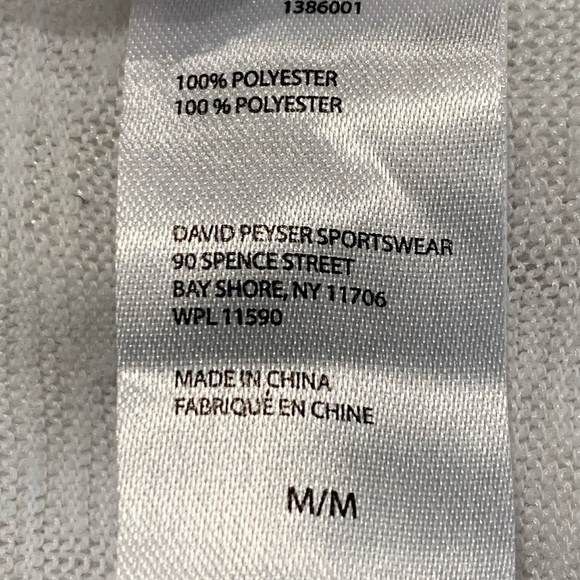 1386001
100% POLYESTER
100 % POLYESTER
DAVID PEYSER SPORTSWEAR
90 SPENCE STREET
BAY SHORE, NY 11706
WPL 11590
MADE IN CHINA
FABRIQUÉ EN CHINE
M/M